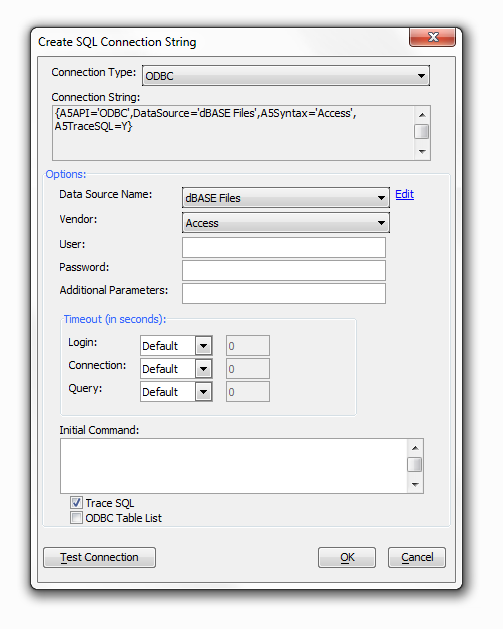 Create SQL Connection String
Connection Type: ODBC
Connection String:
{A5API='ODBC',DataSource='dBASE Files',A5Syntax='Access',
A5TraceSQL=Y}
Options:
Data Source Name: dBASE Files Edit
Vendor: Access
User:
Password:
Additional Parameters:
Timeout (in seconds):
Login: Default 0
Connection: Default 0
Query: Default 0
Initial Command:
Trace SQL
ODBC Table List
Test Connection OK Cancel